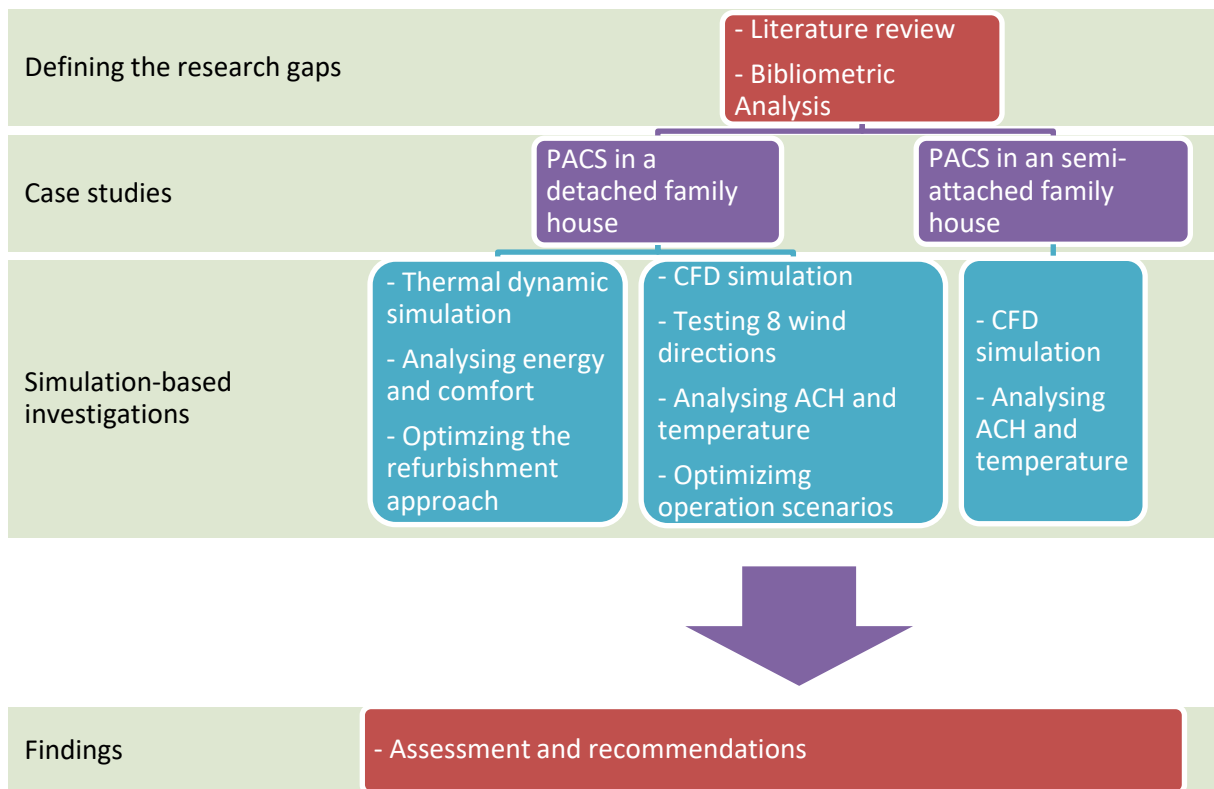 Defining the research gaps
- Literature review
- Bibliometric
Analysis
Case studies
PACS in a
detached family
house
PACS in an semi-
attached family
house
Simulation-based
investigations
- Thermal dynamic
simulation
- Analysing energy
and comfort
- Optimzing the
refurbishment
approach
- CFD simulation
- Testing 8 wind
directions
- Analysing ACH and
temperature
- Optimizimg
operation scenarios
- CFD
simulation
- Analysing
ACH and
temperature
Findings
- Assessment and recommendations